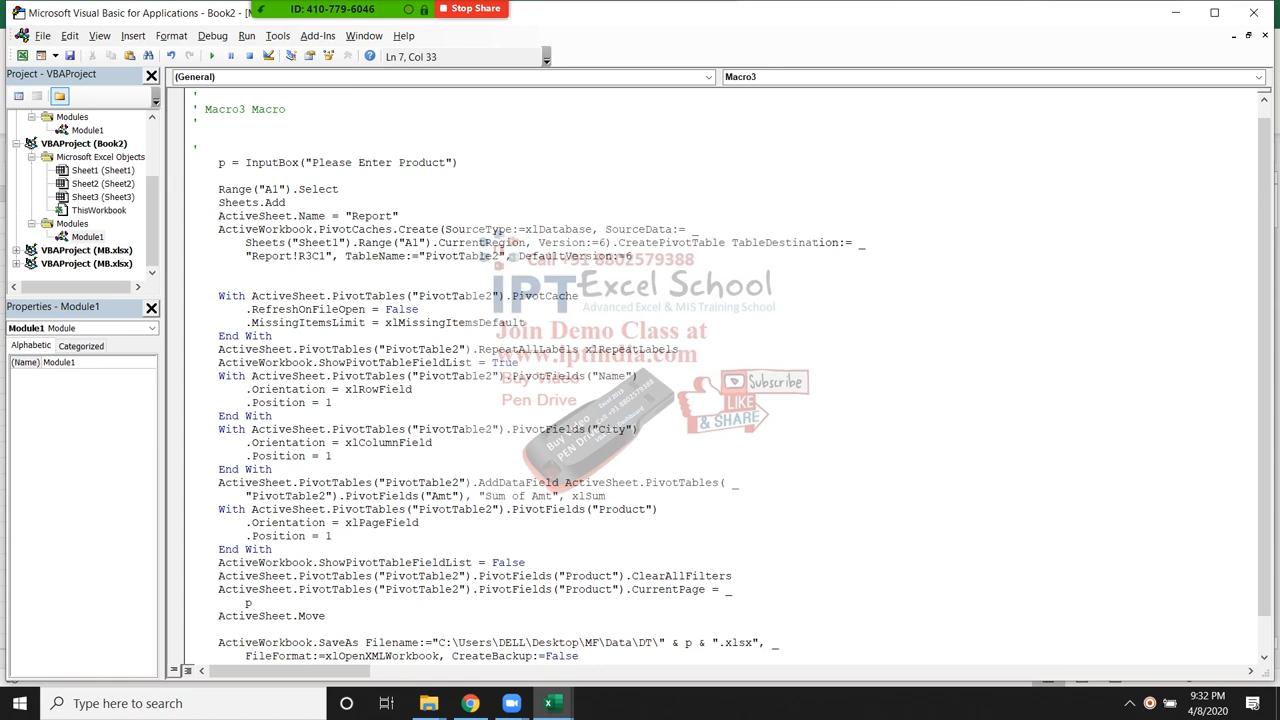 Microsoft Visual Basic for Applications - Book2 - [M
ID: 410-779-6046
Stop Share
File Edit View Insert Format Debug Run Tools Add-Ins Window Help
Ln 7, Col 33
Project - VBAProject
(General)
Macro3
Modules
Module1
VBAProject (Book2)
Microsoft Excel Objects
Sheet1 (Sheet1)
Sheet2 (Sheet2)
Sheet3 (Sheet3)
ThisWorkbook
Modules
Module1
VBAProject (MB.xlsx)
VBAProject (MB.xlsx)
Properties - Module1
Module1 Module
Alphabetic Categorized
(Name) Module1
'
' Macro3 Macro
'
'
p = InputBox("Please Enter Product")
Range("A1").Select
Sheets.Add
ActiveSheet.Name = "Report"
ActiveWorkbook.PivotCaches.Create(SourceType:=xlDatabase, SourceData:= _
Sheets("Sheet1").Range("A1").CurrentRegion, Version:=6).CreatePivotTable TableDestination:= _
"Report!R3C1", TableName:="PivotTable2", DefaultVersion:=6
With ActiveSheet.PivotTables("PivotTable2").PivotCache
.RefreshOnFileOpen = False
.MissingItemsLimit = xlMissingItemsDefault
End With
ActiveSheet.PivotTables("PivotTable2").RepeatAllLabels xlRepeatLabels
ActiveWorkbook.ShowPivotTableFieldList = True
With ActiveSheet.PivotTables("PivotTable2").PivotFields("Name")
.Orientation = xlRowField
.Position = 1
End With
With ActiveSheet.PivotTables("PivotTable2").PivotFields("City")
.Orientation = xlColumnField
.Position = 1
End With
ActiveSheet.PivotTables("PivotTable2").AddDataField ActiveSheet.PivotTables( _
"PivotTable2").PivotFields("Amt"), "Sum of Amt", xlSum
With ActiveSheet.PivotTables("PivotTable2").PivotFields("Product")
.Orientation = xlPageField
.Position = 1
End With
ActiveWorkbook.ShowPivotTableFieldList = False
ActiveSheet.PivotTables("PivotTable2").PivotFields("Product").ClearAllFilters
ActiveSheet.PivotTables("PivotTable2").PivotFields("Product").CurrentPage = _
p
ActiveSheet.Move
ActiveWorkbook.SaveAs Filename:="C:\Users\DELL\Desktop\MF\Data\DT\" & p & ".xlsx", _
FileFormat:=xlOpenXMLWorkbook, CreateBackup:=False
Call +91 8802579388
IPT Excel School
Advanced Excel & MIS Training School
Join Demo Class at
www.iptindia.com
Buy Video
Pen Drive
Subscribe
LIKE
& SHARE
Type here to search
9:32 PM
4/8/2020